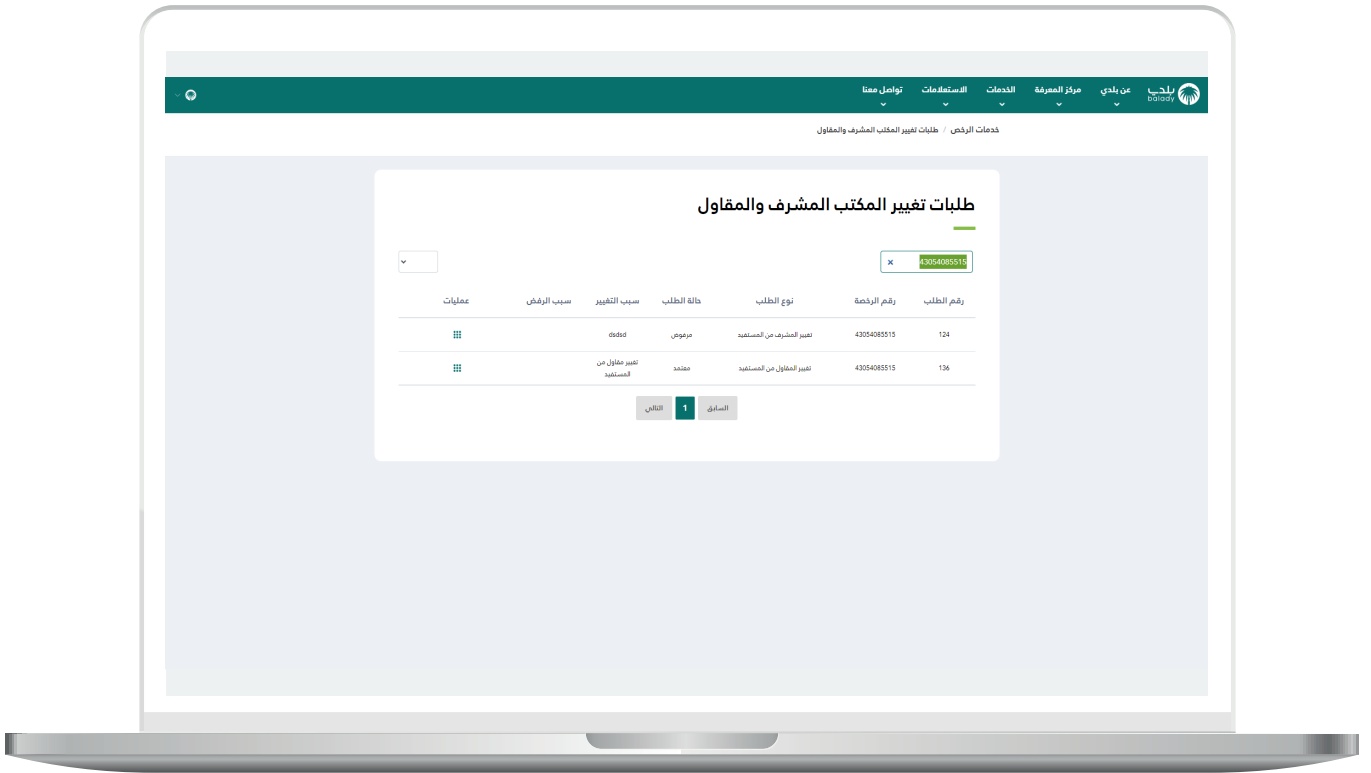 بلدي
balady
عن بلدي
مركز المعرفة
الخدمات
الاستعلامات
تواصل معنا
خدمات الرخص / طلبات تغيير المكتب المشرف والمقاول
طلبات تغيير المكتب المشرف والمقاول
43054085515 ×
رقم الطلب رقم الرخصة نوع الطلب حالة الطلب سبب التغيير سبب الرفض عمليات
124 43054085515 تغيير المشرف من المستفيد مرفوض dsdsd
136 43054085515 تغيير المقاول من المستفيد معتمد تغيير مقاول من
المستفيد
السابق 1 التالي